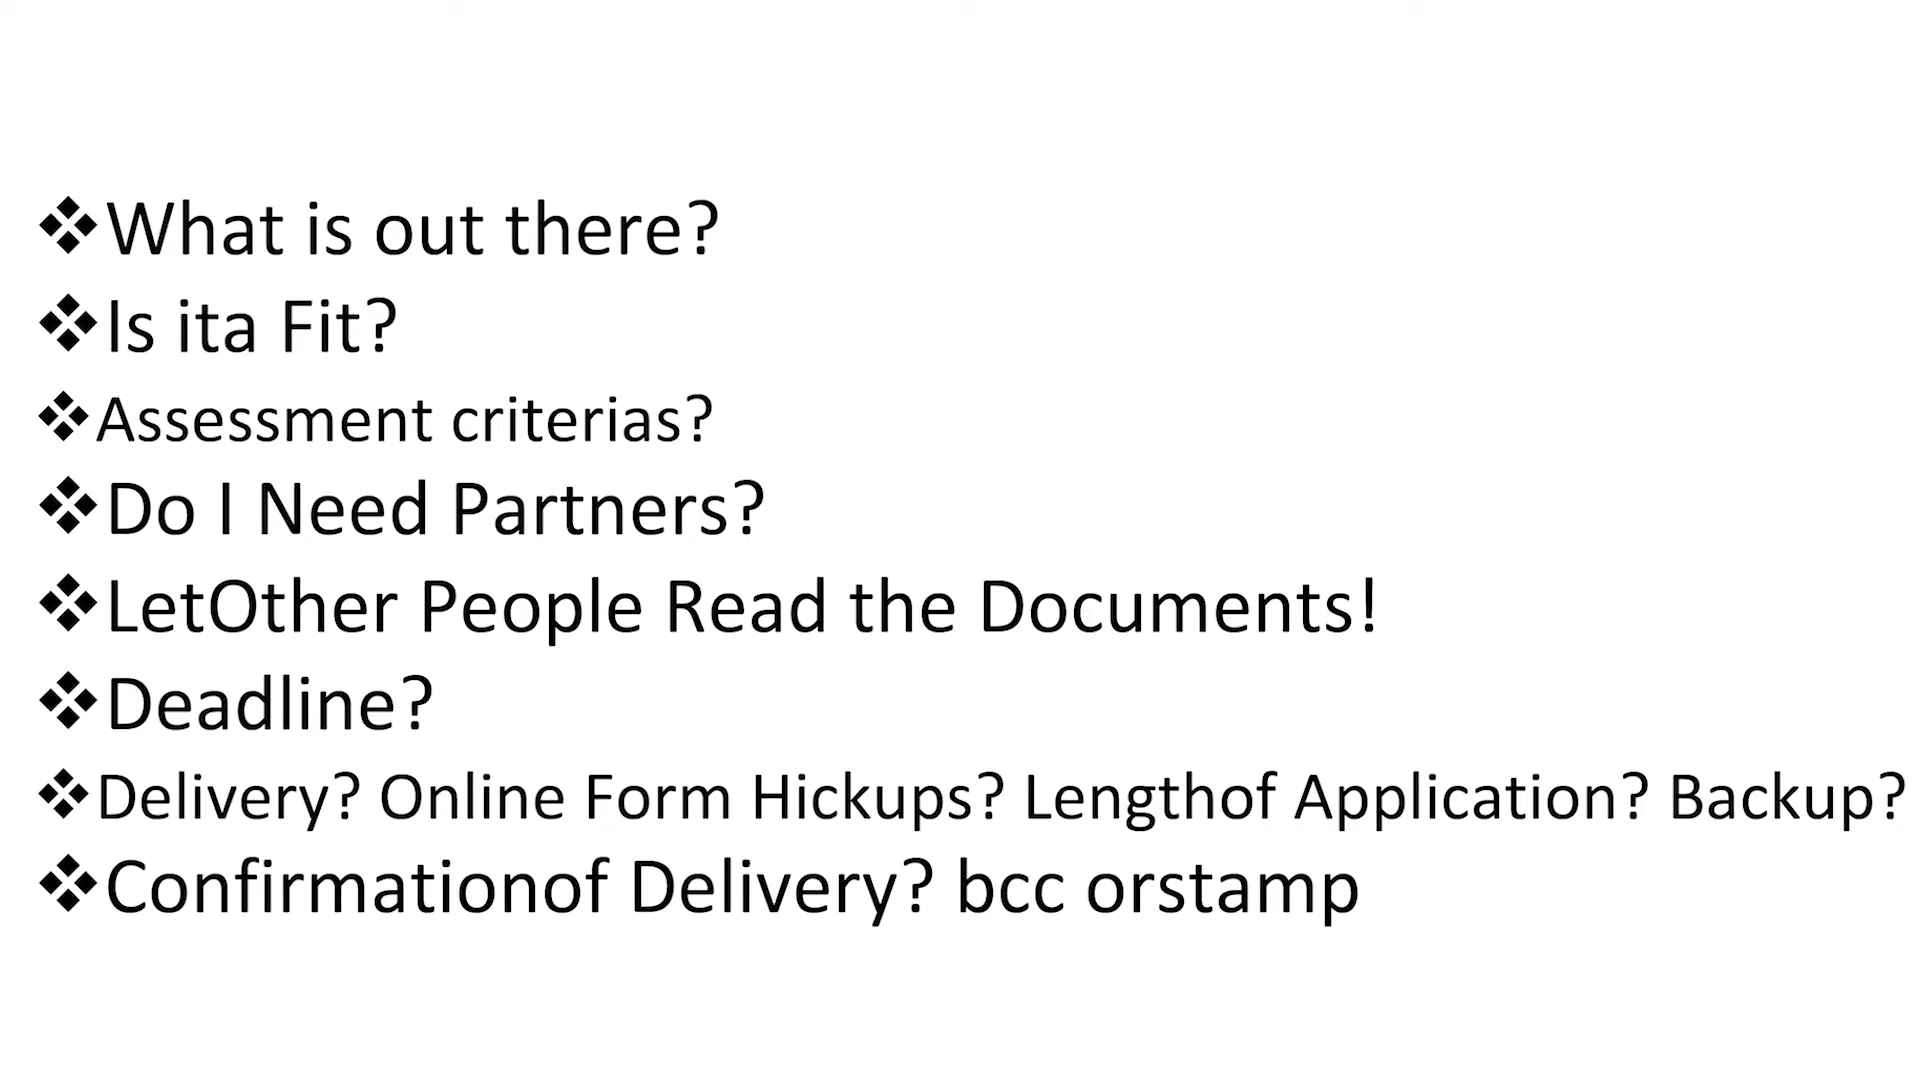 ❖What is out there?
❖Is ita Fit?
❖Assessment criterias?
❖Do I Need Partners?
❖LetOther People Read the Documents!
❖Deadline?
❖Delivery? Online Form Hickups? Lengthof Application? Backup?
❖Confirmationof Delivery? bcc orstamp